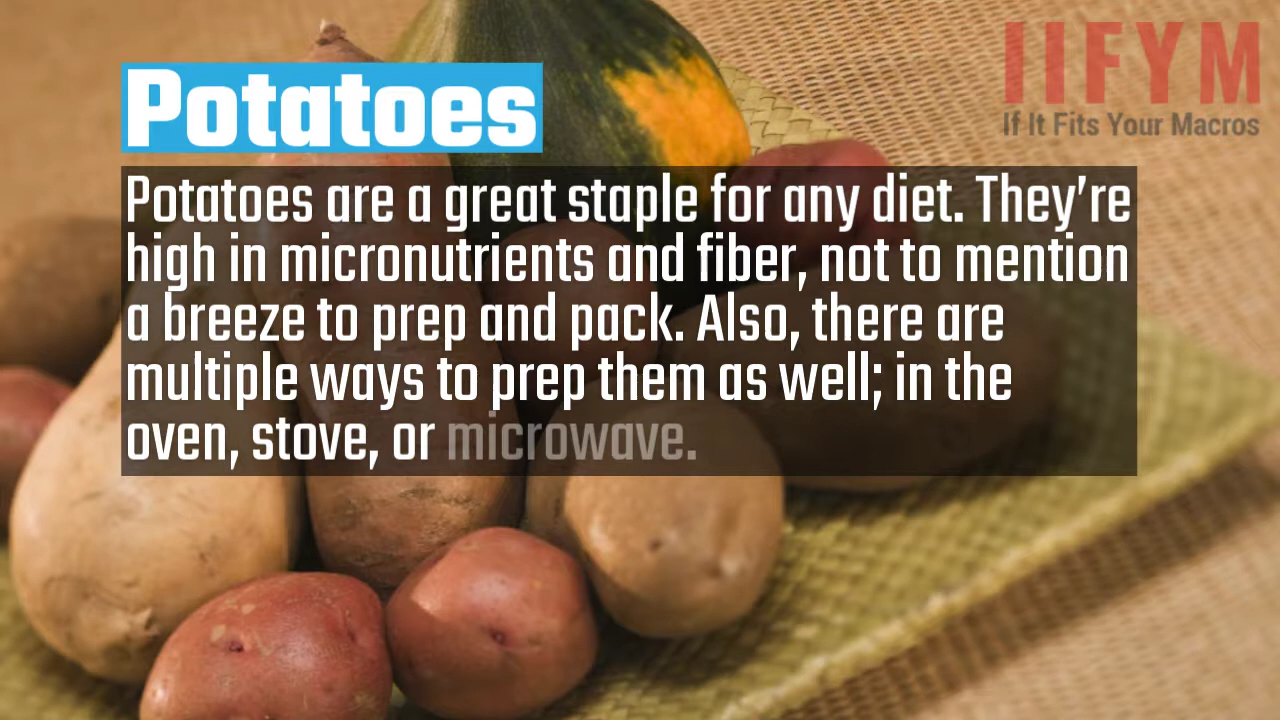 IIFYM
If It Fits Your Macros
Potatoes
Potatoes are a great staple for any diet. They’re
high in micronutrients and fiber, not to mention
a breeze to prep and pack. Also, there are
multiple ways to prep them as well; in the
oven, stove, or microwave.